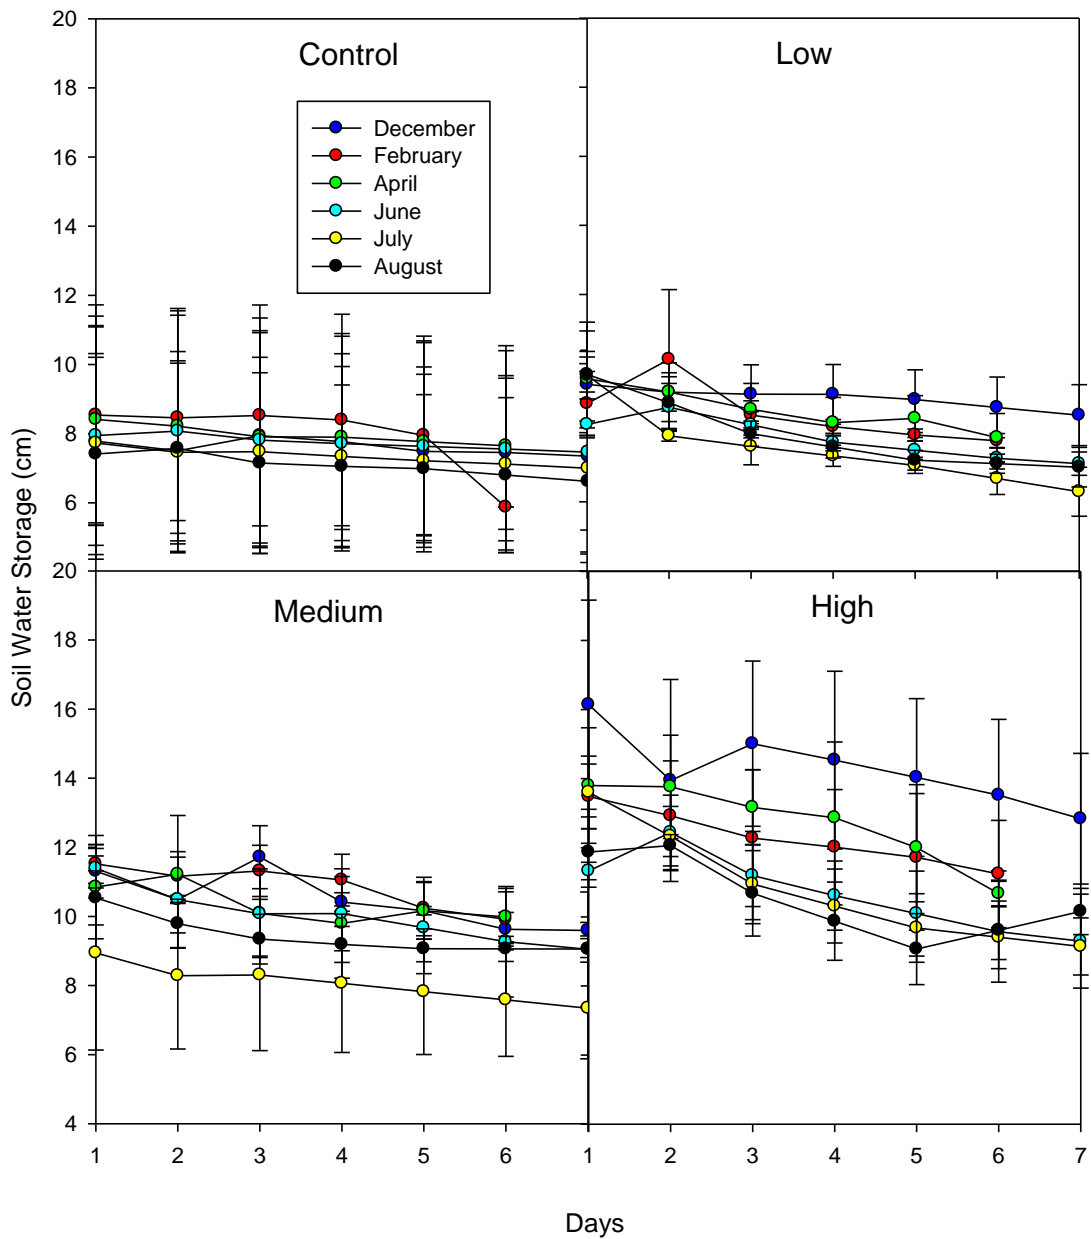 20
Control
Low
18
December
February
April
June
July
August
16
14
12
10
8
6
Soil Water Storage (cm)
20
Medium
High
18
16
14
12
10
8
6
4
1 2 3 4 5 6 1 2 3 4 5 6 7
Days